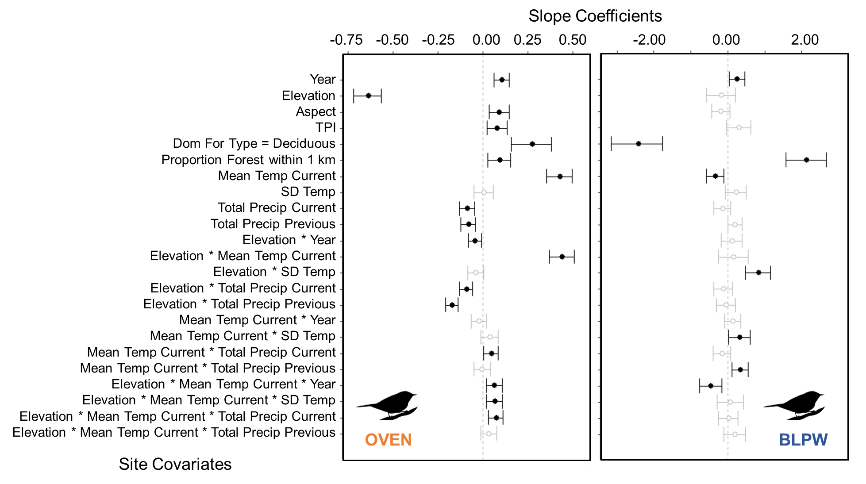 Slope Coefficients
-0.75 -0.50 -0.25 0.00 0.25 0.50 -2.00 0.00 2.00
Year
Elevation
Aspect
TPI
Dom For Type = Deciduous
Proportion Forest within 1 km
Mean Temp Current
SD Temp
Total Precip Current
Total Precip Previous
Elevation * Year
Elevation * Mean Temp Current
Elevation * SD Temp
Elevation * Total Precip Current
Elevation * Total Precip Previous
Mean Temp Current * Year
Mean Temp Current * SD Temp
Mean Temp Current * Total Precip Current
Mean Temp Current * Total Precip Previous
Elevation * Mean Temp Current * Year
Elevation * Mean Temp Current * SD Temp
Elevation * Mean Temp Current * Total Precip Current
Elevation * Mean Temp Current * Total Precip Previous
OVEN BLPW
Site Covariates